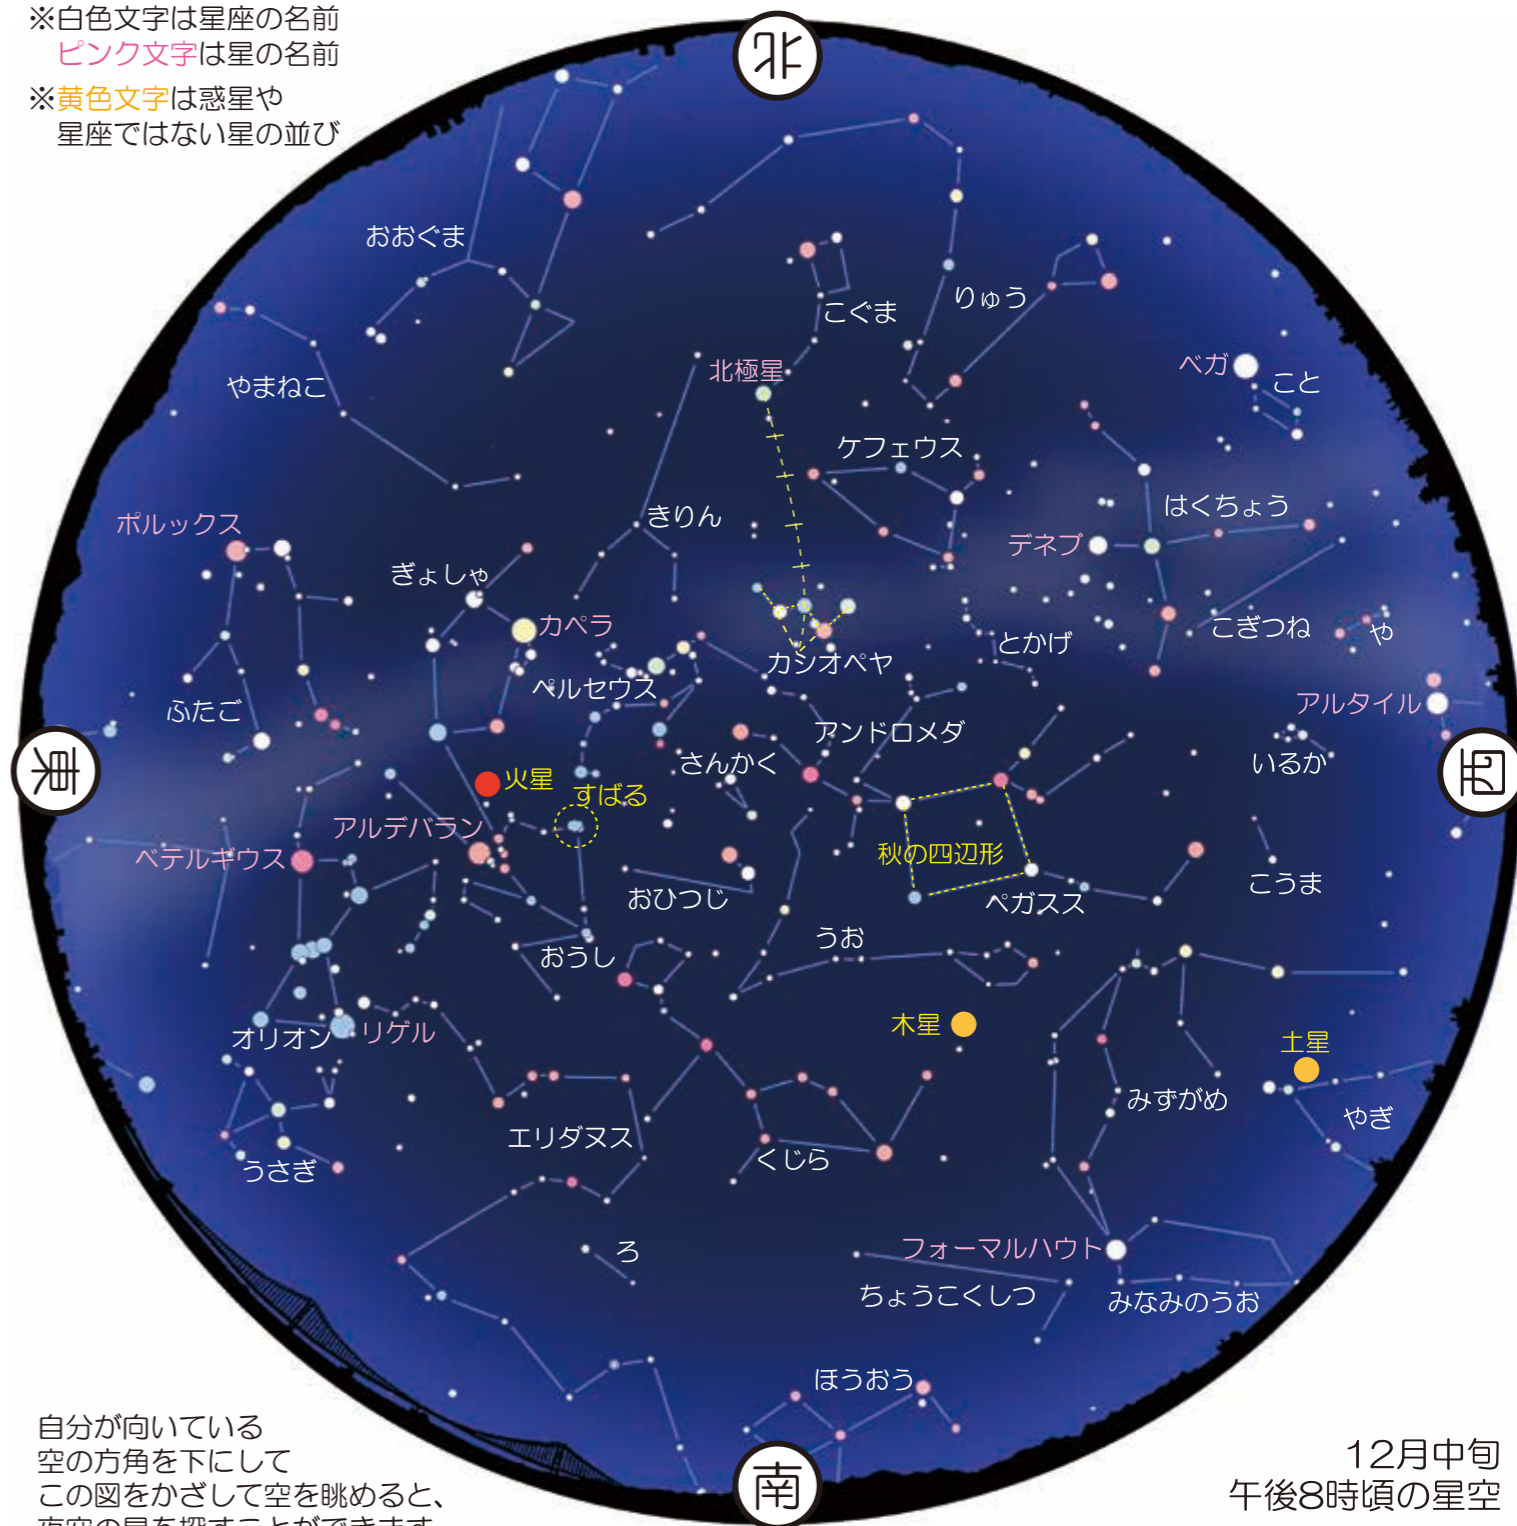 ※白色文字は星座の名前
ピンク文字は星の名前
※黄色文字は惑星や
星座ではない星の並び
北
おおぐま
こぐま
りゅう
北極星
ベガ
こと
やまねこ
ケフェウス
きりん
はくちょう
ポルックス
デネブ
ぎょしゃ
カペラ
こぎつね
や
とかげ
カシオペヤ
ペルセウス
アルタイル
ふたご
アンドロメダ
さんかく
いるか
東
西
火星
すばる
アルデバラン
ベテルギウス
秋の四辺形
おひつじ
ペガスス
こうま
うお
おうし
木星
オリオン
リゲル
土星
みずがめ
やぎ
エリダヌス
くじら
うさぎ
ろ
フォーマルハウト
ちょうこくしつ
みなみのうお
ほうおう
南
自分が向いている
空の方角を下にして
この図をかざして空を眺めると、
夜空の星を探すことができます
12月中旬
午後8時頃の星空